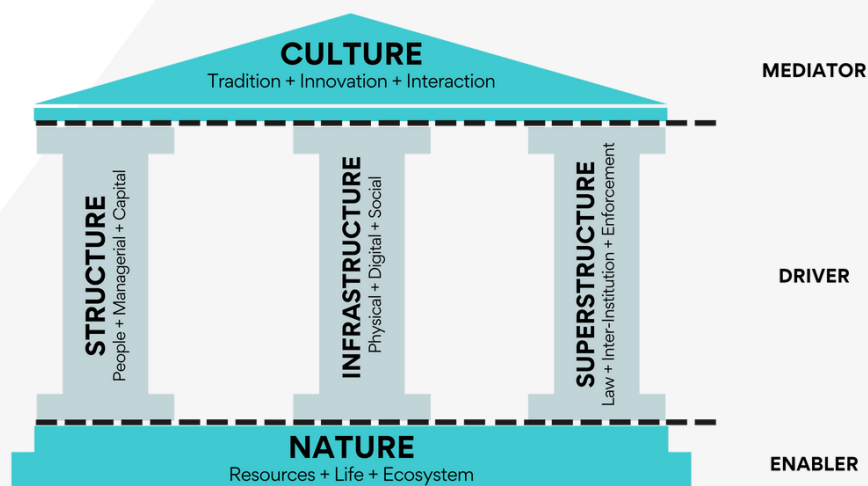 CULTURE
Tradition + Innovation + Interaction
MEDIATOR
STRUCTURE
People + Managerial + Capital
INFRASTRUCTURE
Physical + Digital + Social
SUPERSTRUCTURE
Law + Inter-Institution + Enforcement
DRIVER
NATURE
Resources + Life + Ecosystem
ENABLER